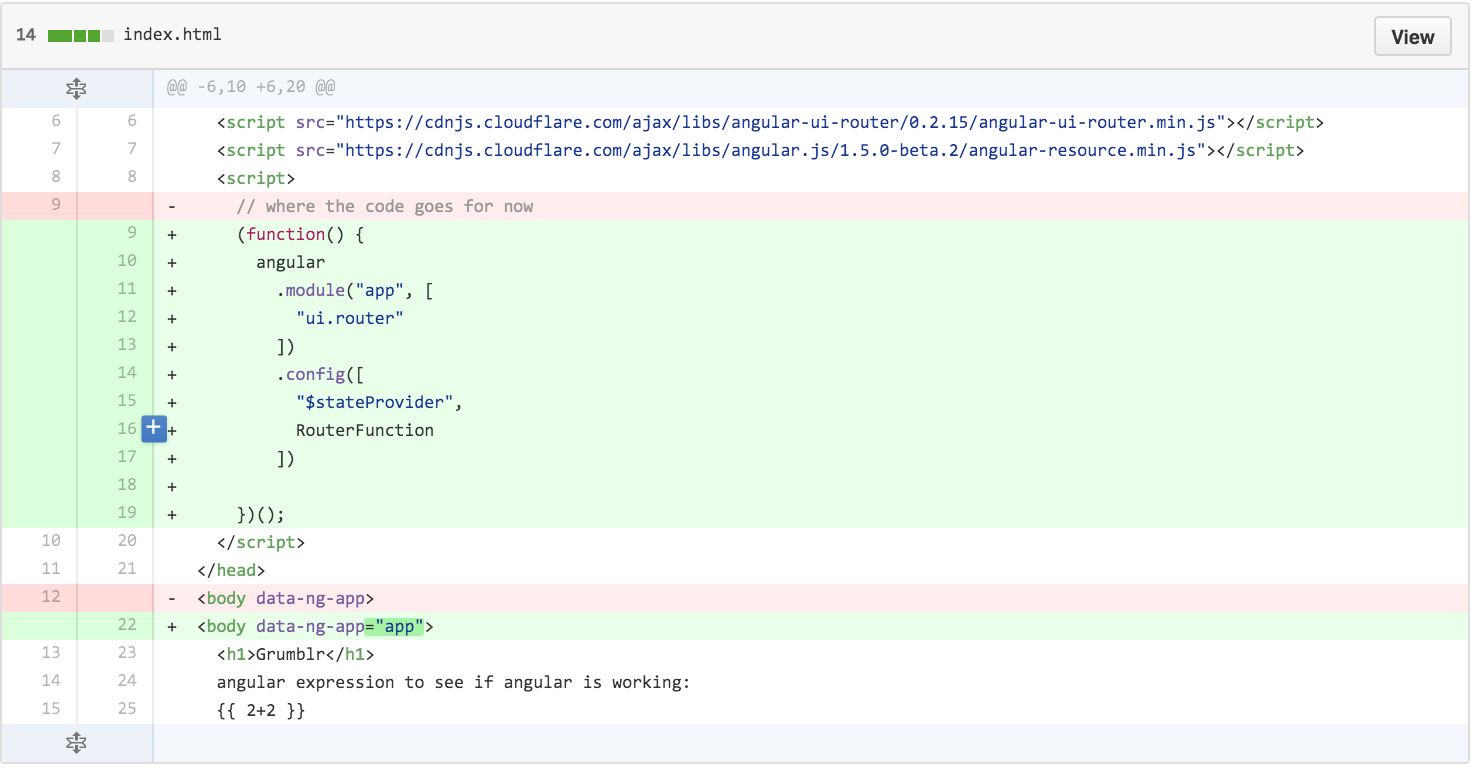 14 index.html View
@@ -6,10 +6,20 @@
6 6 <script src="https://cdnjs.cloudflare.com/ajax/libs/angular-ui-router/0.2.15/angular-ui-router.min.js"></script>
7 7 <script src="https://cdnjs.cloudflare.com/ajax/libs/angular.js/1.5.0-beta.2/angular-resource.min.js"></script>
8 8 <script>
9 - // where the code goes for now
9 + (function() {
10 + angular
11 + .module("app", [
12 + "ui.router"
13 + ])
14 + .config([
15 + "$stateProvider",
16 + RouterFunction
17 + ])
18 +
19 + })();
10 20 </script>
11 21 </head>
12 - <body data-ng-app>
22 + <body data-ng-app="app">
13 23 <h1>Grumblr</h1>
14 24 angular expression to see if angular is working:
15 25 {{ 2+2 }}